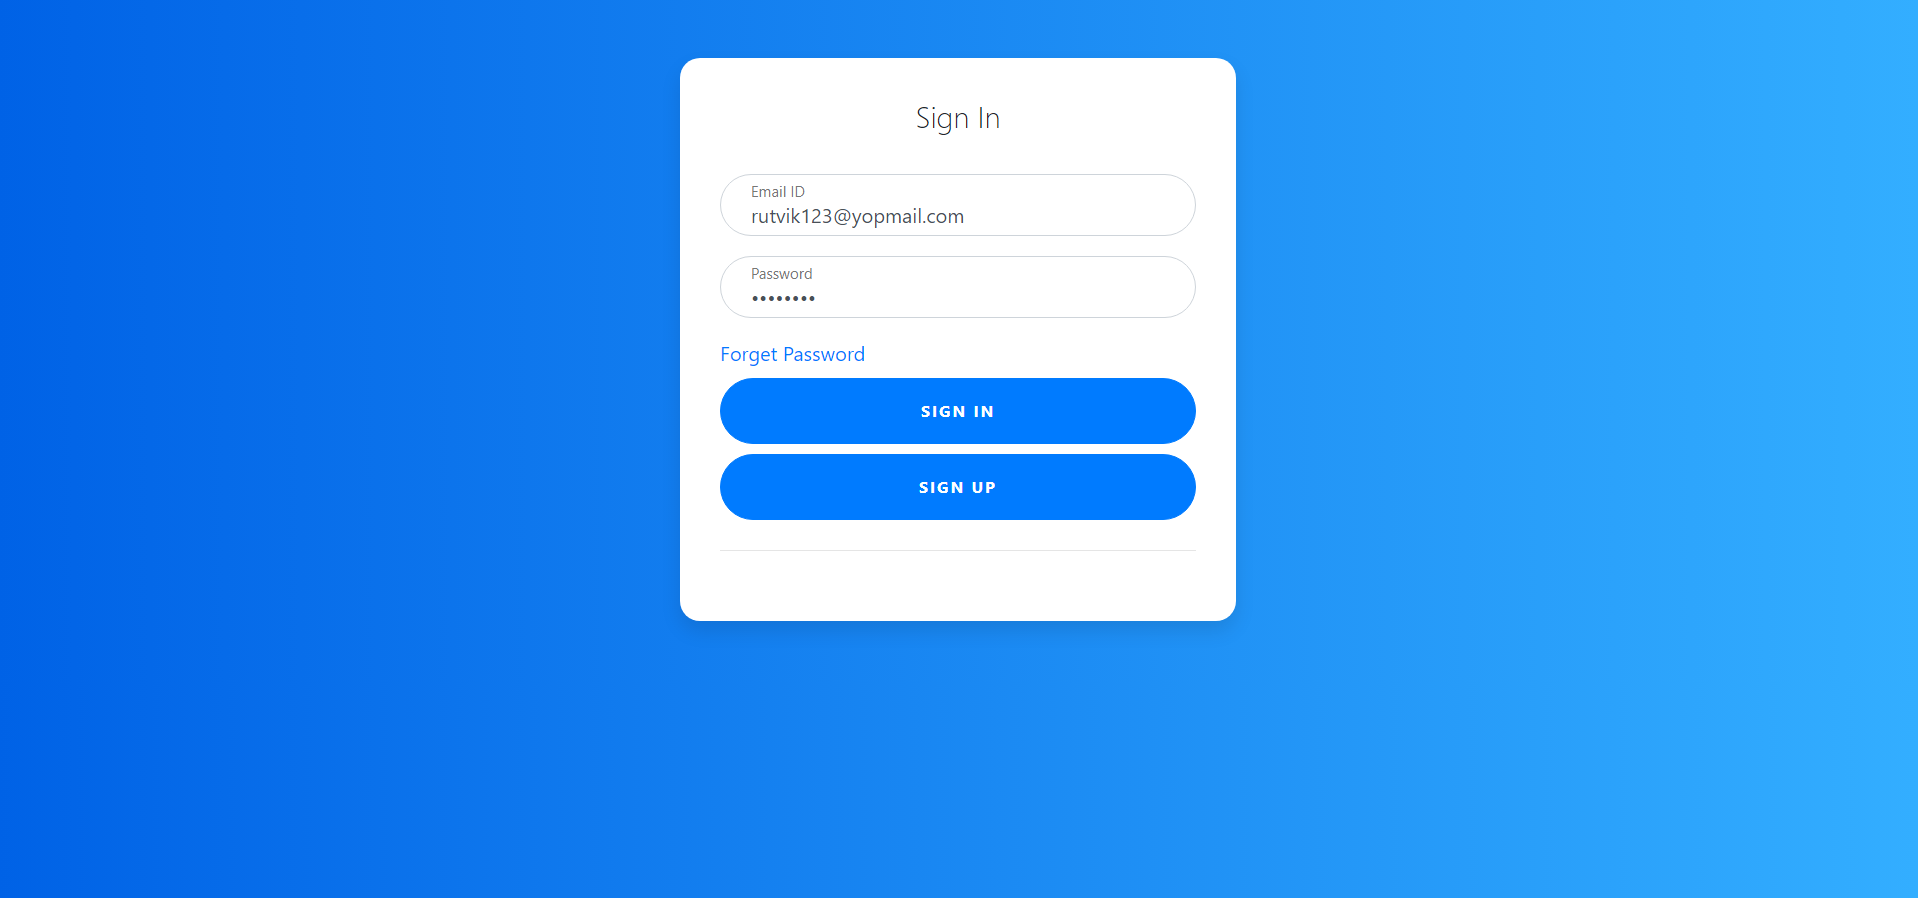 Sign In
Email ID
rutvik123@yopmail.com
Password
••••••••
Forget Password
SIGN IN
SIGN UP